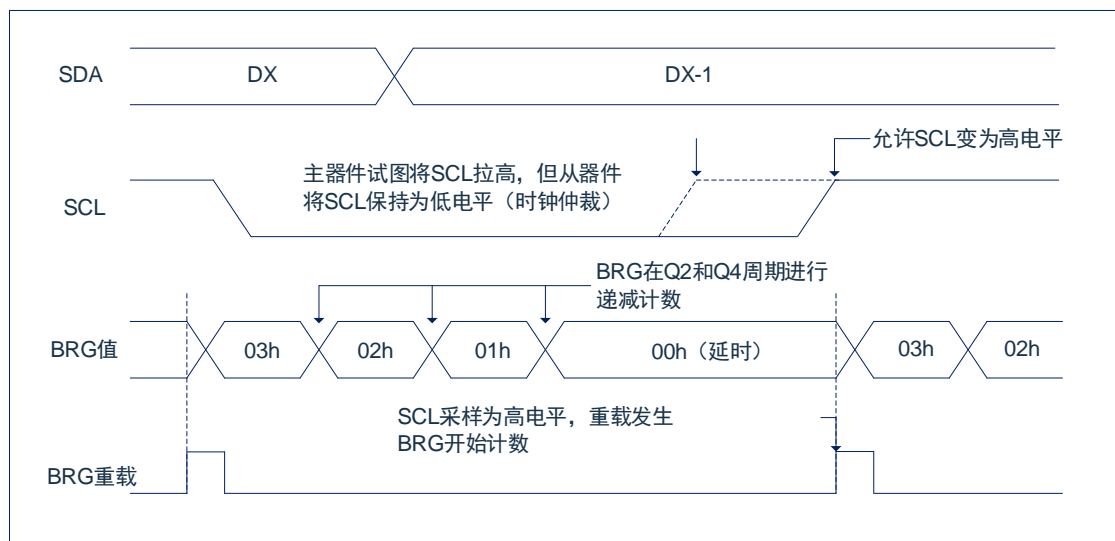 SDA
DX
DX-1
允许SCL变为高电平
主器件试图将SCL拉高，但从器件
将SCL保持为低电平（时钟仲裁）
SCL
BRG在Q2和Q4周期进行
递减计数
BRG值
03h
02h
01h
00h（延时）
03h
02h
SCL采样为高电平，重载发生
BRG开始计数
BRG重载